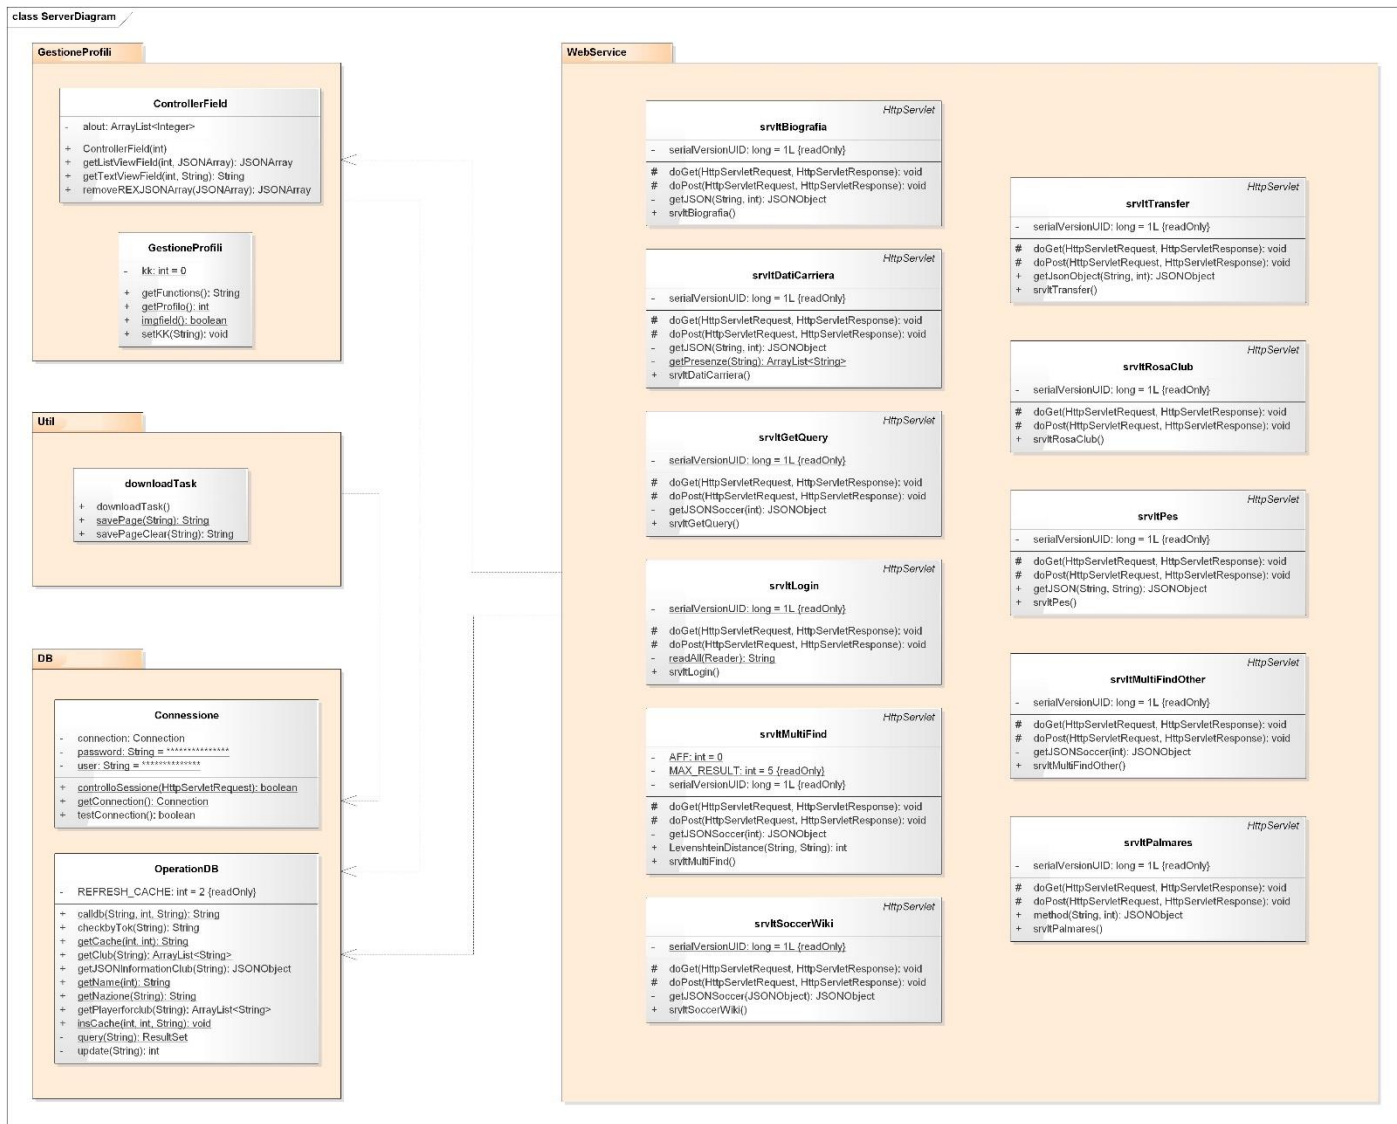 class ServerDiagram
GestioneProfili
ControllerField
- alout: ArrayList<Integer>
+ ControllerField(int)
+ getListViewField(int, JSONArray): JSONArray
+ getTextViewField(int, String): String
+ removeREXJSONArray(JSONArray): JSONArray
GestioneProfili
- kk: int = 0
+ getFunctions(): String
+ getProfilo(): int
+ imgfield(): boolean
+ setKK(String): void
Util
downloadTask
+ downloadTask()
+ savePage(String): String
+ savePageClear(String): String
DB
Connessione
- connection: Connection
- password: String = ***************
- user: String = **************
+ controlloSessione(HttpServletRequest): boolean
+ getConnection(): Connection
+ testConnection(): boolean
OperationDB
- REFRESH_CACHE: int = 2 {readOnly}
+ calldb(String, int, String): String
+ checkbyTok(String): String
+ getCache(int, int): String
+ getClub(String): ArrayList<String>
+ getJSONInformationClub(String): JSONObject
+ getName(int): String
+ getNazione(String): String
+ getPlayerforclub(String): ArrayList<String>
+ insCache(int, int, String): void
- query(String): ResultSet
- update(String): int
WebService
HttpServlet
srvltBiografia
- serialVersionUID: long = 1L {readOnly}
# doGet(HttpServletRequest, HttpServletResponse): void
# doPost(HttpServletRequest, HttpServletResponse): void
- getJSON(String, int): JSONObject
+ srvltBiografia()
HttpServlet
srvltDatiCarriera
- serialVersionUID: long = 1L {readOnly}
# doGet(HttpServletRequest, HttpServletResponse): void
# doPost(HttpServletRequest, HttpServletResponse): void
- getJSON(String, int): JSONObject
- getPresenze(String): ArrayList<String>
+ srvltDatiCarriera()
HttpServlet
srvltGetQuery
- serialVersionUID: long = 1L {readOnly}
# doGet(HttpServletRequest, HttpServletResponse): void
# doPost(HttpServletRequest, HttpServletResponse): void
- getJSONSoccer(int): JSONObject
+ srvltGetQuery()
HttpServlet
srvltLogin
- serialVersionUID: long = 1L {readOnly}
# doGet(HttpServletRequest, HttpServletResponse): void
# doPost(HttpServletRequest, HttpServletResponse): void
- readAll(Reader): String
+ srvltLogin()
HttpServlet
srvltMultiFind
- AFF: int = 0
- MAX_RESULT: int = 5 {readOnly}
- serialVersionUID: long = 1L {readOnly}
# doGet(HttpServletRequest, HttpServletResponse): void
# doPost(HttpServletRequest, HttpServletResponse): void
- getJSONSoccer(int): JSONObject
+ LevenshteinDistance(String, String): int
+ srvltMultiFind()
HttpServlet
srvltSoccerWiki
- serialVersionUID: long = 1L {readOnly}
# doGet(HttpServletRequest, HttpServletResponse): void
# doPost(HttpServletRequest, HttpServletResponse): void
- getJSONSoccer(JSONObject): JSONObject
+ srvltSoccerWiki()
HttpServlet
srvltTransfer
- serialVersionUID: long = 1L {readOnly}
# doGet(HttpServletRequest, HttpServletResponse): void
# doPost(HttpServletRequest, HttpServletResponse): void
+ getJsonObject(String, int): JSONObject
+ srvltTransfer()
HttpServlet
srvltRosaClub
- serialVersionUID: long = 1L {readOnly}
# doGet(HttpServletRequest, HttpServletResponse): void
# doPost(HttpServletRequest, HttpServletResponse): void
+ srvltRosaClub()
HttpServlet
srvltPes
- serialVersionUID: long = 1L {readOnly}
# doGet(HttpServletRequest, HttpServletResponse): void
# doPost(HttpServletRequest, HttpServletResponse): void
+ getJSON(String, String): JSONObject
+ srvltPes()
HttpServlet
srvltMultiFindOther
- serialVersionUID: long = 1L {readOnly}
# doGet(HttpServletRequest, HttpServletResponse): void
# doPost(HttpServletRequest, HttpServletResponse): void
- getJSONSoccer(int): JSONObject
+ srvltMultiFindOther()
HttpServlet
srvltPalmares
- serialVersionUID: long = 1L {readOnly}
# doGet(HttpServletRequest, HttpServletResponse): void
# doPost(HttpServletRequest, HttpServletResponse): void
+ method(String, int): JSONObject
+ srvltPalmares()